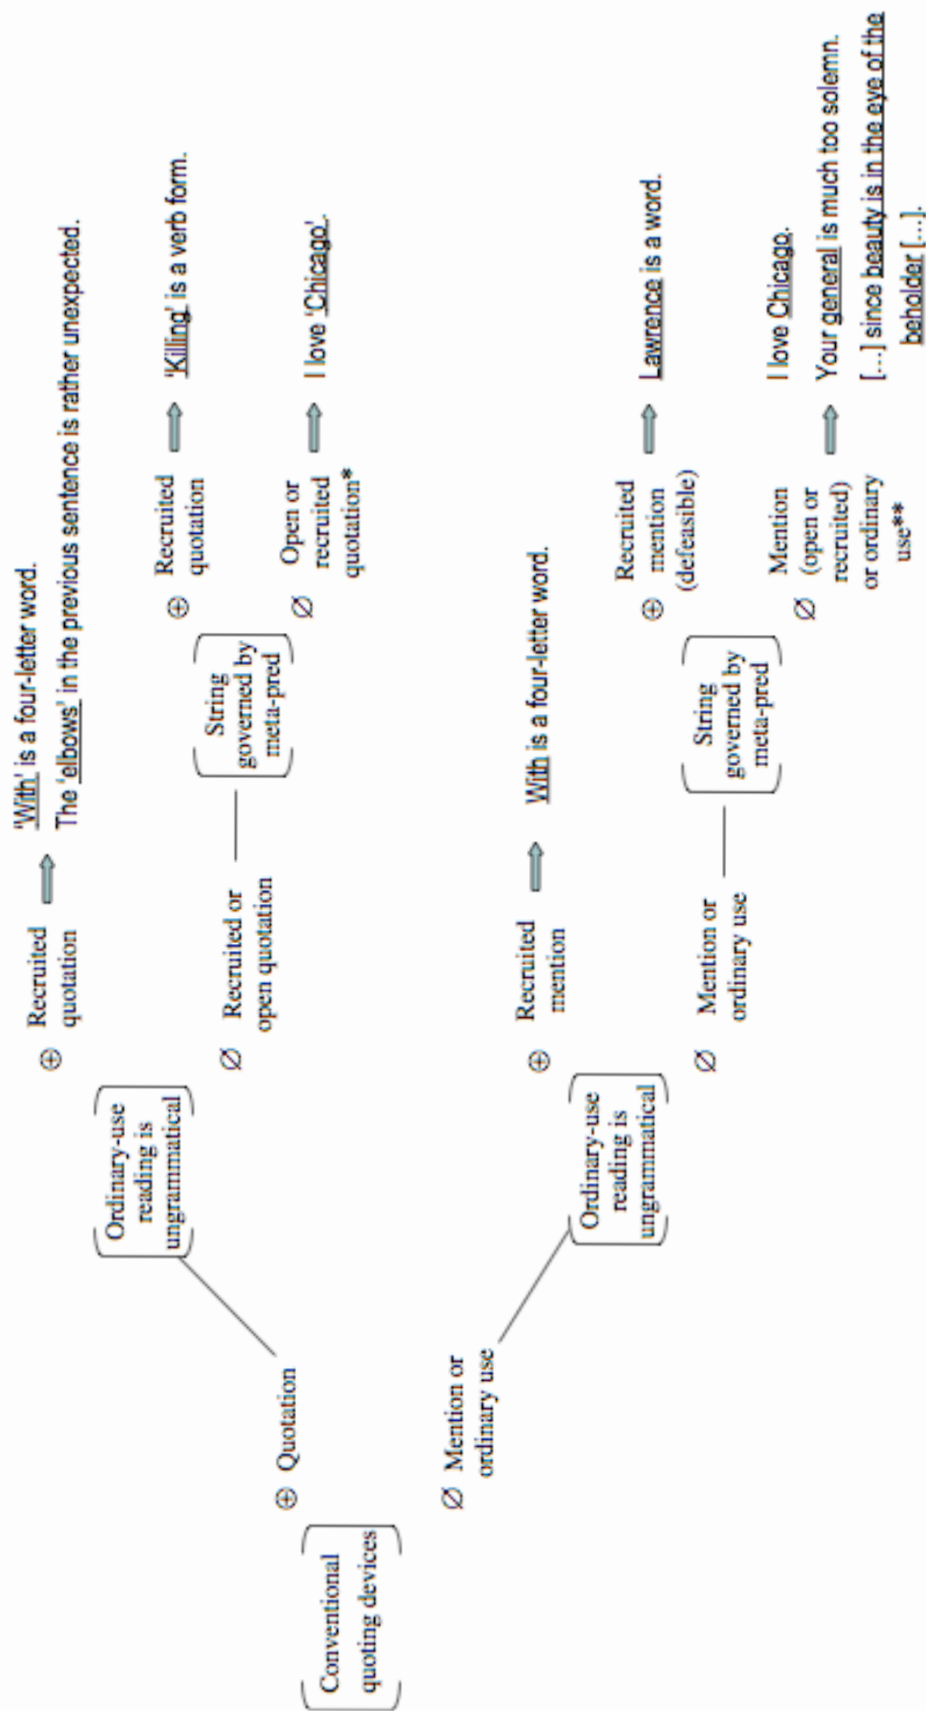 Conventional
quoting devices
⊕ Quotation
∅ Mention or
ordinary use
Ordinary-use
reading is
ungrammatical
⊕ Recruited
quotation
'With' is a four-letter word.
The 'elbows' in the previous sentence is rather unexpected.
∅ Recruited or
open quotation
String
governed by
meta-pred
⊕ Recruited
quotation
'Killing' is a verb form.
∅ Open or
recruited
quotation*
I love 'Chicago'.
Ordinary-use
reading is
ungrammatical
⊕ Recruited
mention
With is a four-letter word.
∅ Mention or
ordinary use
String
governed by
meta-pred
⊕ Recruited
mention
(defeasible)
Lawrence is a word.
∅ Mention
(open or
recruited)
or ordinary
use**
I love Chicago.
Your general is much too solemn.
[...] since beauty is in the eye of the
beholder [...].